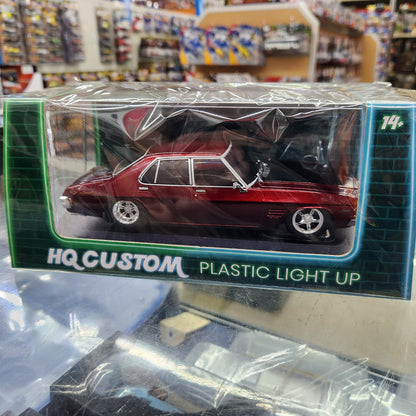 14+
HQ CUSTOM PLASTIC LIGHT UP